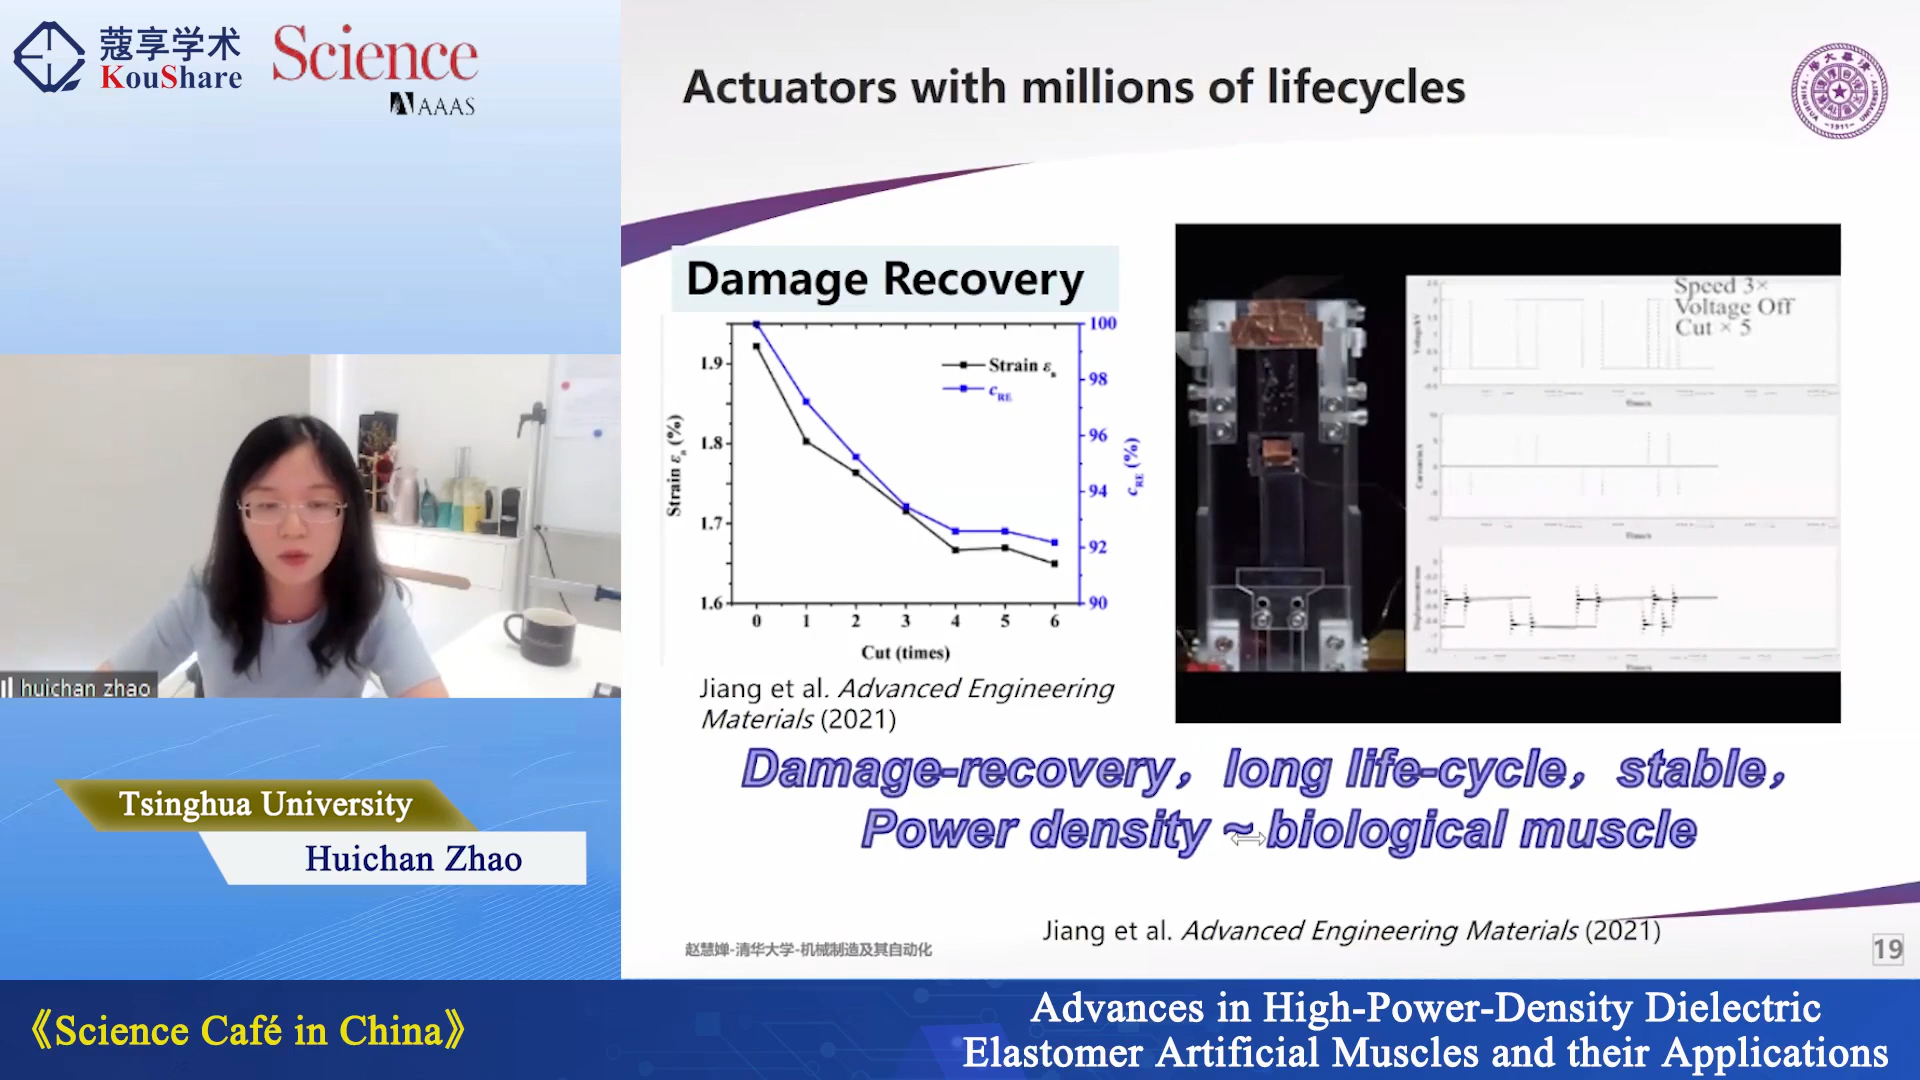 蔻享学术
KouShare
Science
AAAS
huichan zhao
Tsinghua University
Huichan Zhao
Actuators with millions of lifecycles
Damage Recovery
1.9
1.8
1.7
1.6
Strain εa (%)
100
98
96
94
92
90
cRE (%)
Strain εa
cRE
0 1 2 3 4 5 6
Cut (times)
Jiang et al. Advanced Engineering
Materials (2021)
Speed 3×
Voltage Off
Cut × 5
Damage-recovery，long life-cycle，stable，
Power density ≈ biological muscle
Jiang et al. Advanced Engineering Materials (2021)
赵慧婵-清华大学-机械制造及其自动化
19
《Science Café in China》
Advances in High-Power-Density Dielectric
Elastomer Artificial Muscles and their Applications